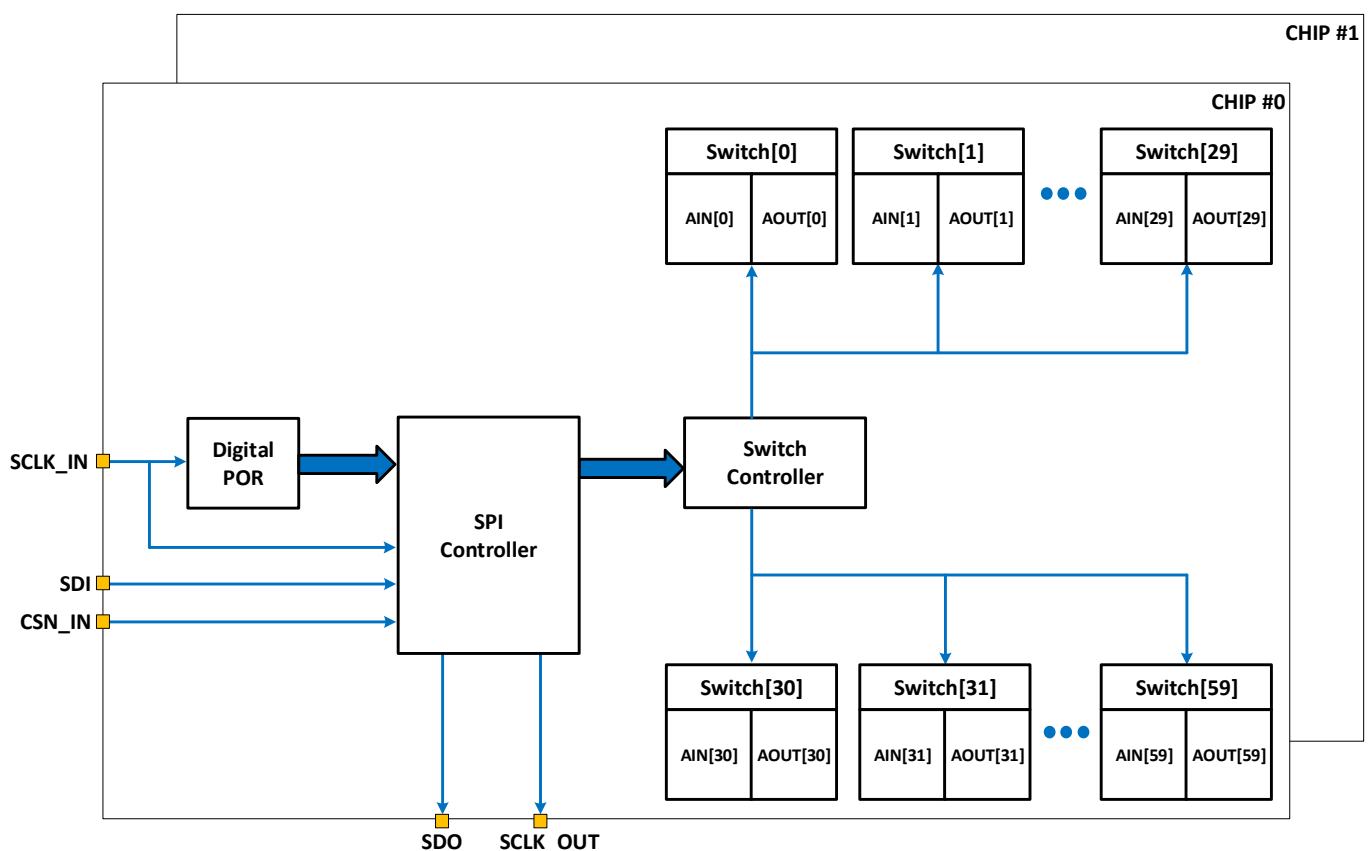 CHIP #1
CHIP #0
Switch[0]
Switch[1]
Switch[29]
AIN[0]
AOUT[0]
AIN[1]
AOUT[1]
AIN[29]
AOUT[29]
SCLK_IN
Digital
POR
SPI
Controller
Switch
Controller
SDI
CSN_IN
Switch[30]
Switch[31]
Switch[59]
AIN[30]
AOUT[30]
AIN[31]
AOUT[31]
AIN[59]
AOUT[59]
SDO
SCLK_OUT